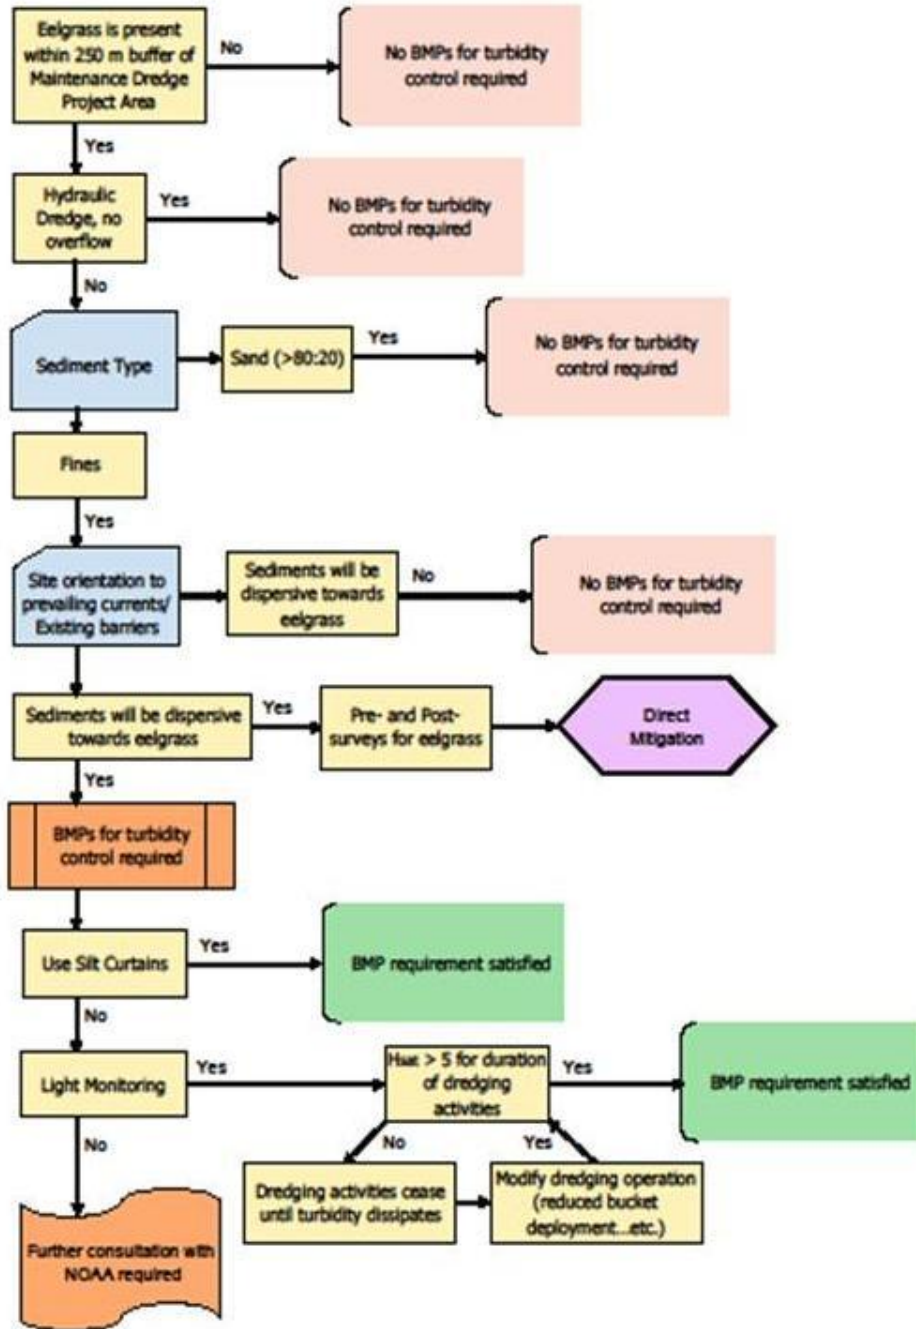 Eelgrass is present
within 250 m buffer of
Maintenance Dredge
Project Area
No
No BMPs for turbidity
control required
Yes
Hydraulic
Dredge, no
overflow
Yes
No BMPs for turbidity
control required
No
Sediment Type
Sand (>80:20)
Yes
No BMPs for turbidity
control required
Fines
Yes
Site orientation to
prevailing currents/
Existing barriers
Sediments will be
dispersive towards
eelgrass
No
No BMPs for turbidity
control required
Sediments will be dispersive
towards eelgrass
Yes
Pre- and Post-
surveys for eelgrass
Direct
Mitigation
Yes
BMPs for turbidity
control required
Use Silt Curtains
Yes
BMP requirement satisfied
No
Light Monitoring
Yes
Hsat > 5 for duration
of dredging
activities
Yes
BMP requirement satisfied
No
No
Yes
Dredging activities cease
until turbidity dissipates
Modify dredging operation
(reduced bucket
deployment...etc.)
Further consultation with
NOAA required